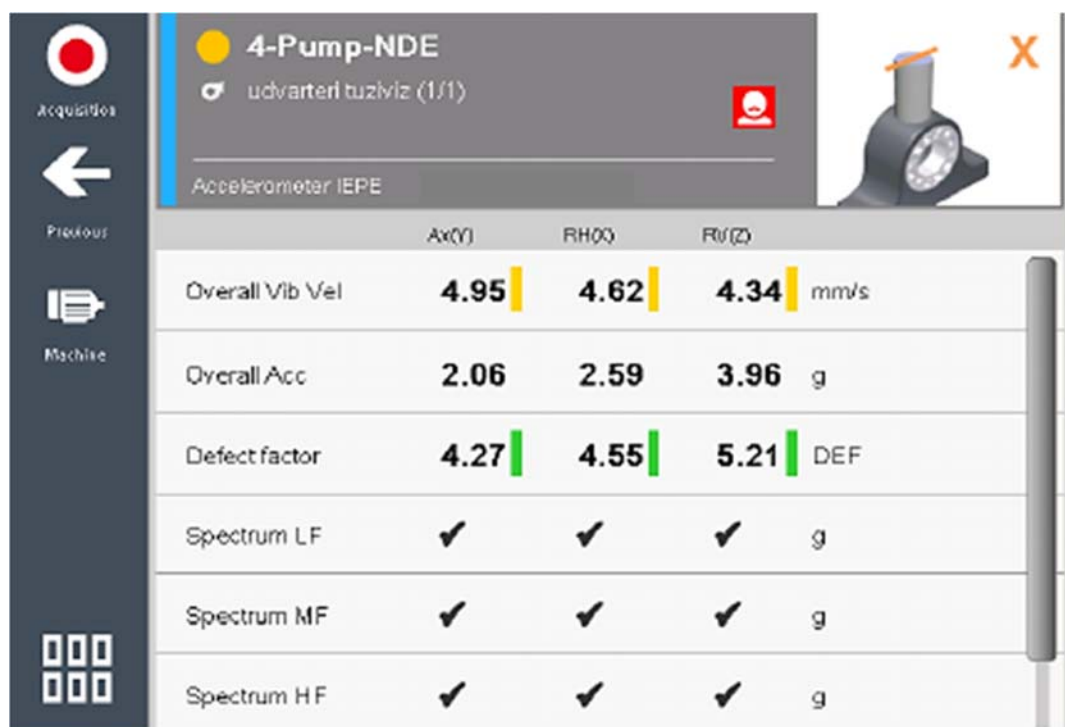 4-Pump-NDE
X
udvarteri tuziviz (1/1)
Acquisition
Accelerometer IEPE
Previous
Ax(Y) RH(X) RV(Z)
Overall Vib Vel 4.95 4.62 4.34 mm/s
Machine
Overall Acc 2.06 2.59 3.96 g
Defect factor 4.27 4.55 5.21 DEF
Spectrum LF ✔ ✔ ✔ g
Spectrum MF ✔ ✔ ✔ g
Spectrum HF ✔ ✔ ✔ g